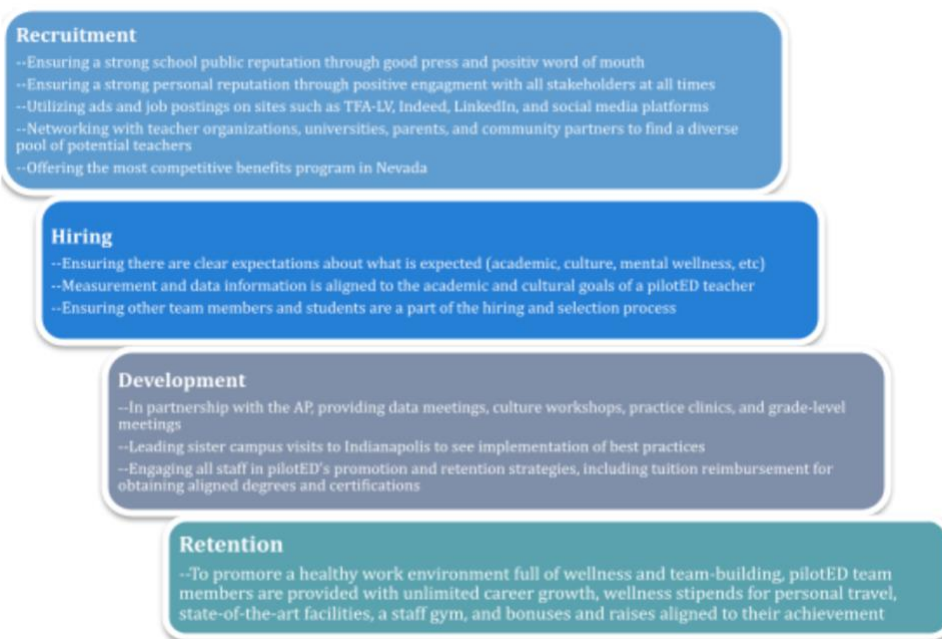 Recruitment
--Ensuring a strong school public reputation through good press and positiv word of mouth
--Ensuring a strong personal reputation through positive engagment with all stakeholders at all times
--Utilizing ads and job postings on sites such as TFA-LV, Indeed, LinkedIn, and social media platforms
--Networking with teacher organizations, universities, parents, and community partners to find a diverse
pool of potential teachers
--Offering the most competitive benefits program in Nevada
Hiring
--Ensuring there are clear expectations about what is expected (academic, culture, mental wellness, etc)
--Measurement and data information is aligned to the academic and cultural goals of a pilotED teacher
--Ensuring other team members and students are a part of the hiring and selection process
Development
--In partnership with the AP, providing data meetings, culture workshops, practice clinics, and grade-level
meetings
--Leading sister campus visits to Indianapolis to see implementation of best practices
--Engaging all staff in pilotED's promotion and retention strategies, including tuition reimbursement for
obtaining aligned degrees and certifications
Retention
--To promore a healthy work environment full of wellness and team-building, pilotED team
members are provided with unlimited career growth, wellness stipends for personal travel,
state-of-the-art facilities, a staff gym, and bonuses and raises aligned to their achievement